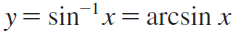 y = sin⁻¹x = arcsin x